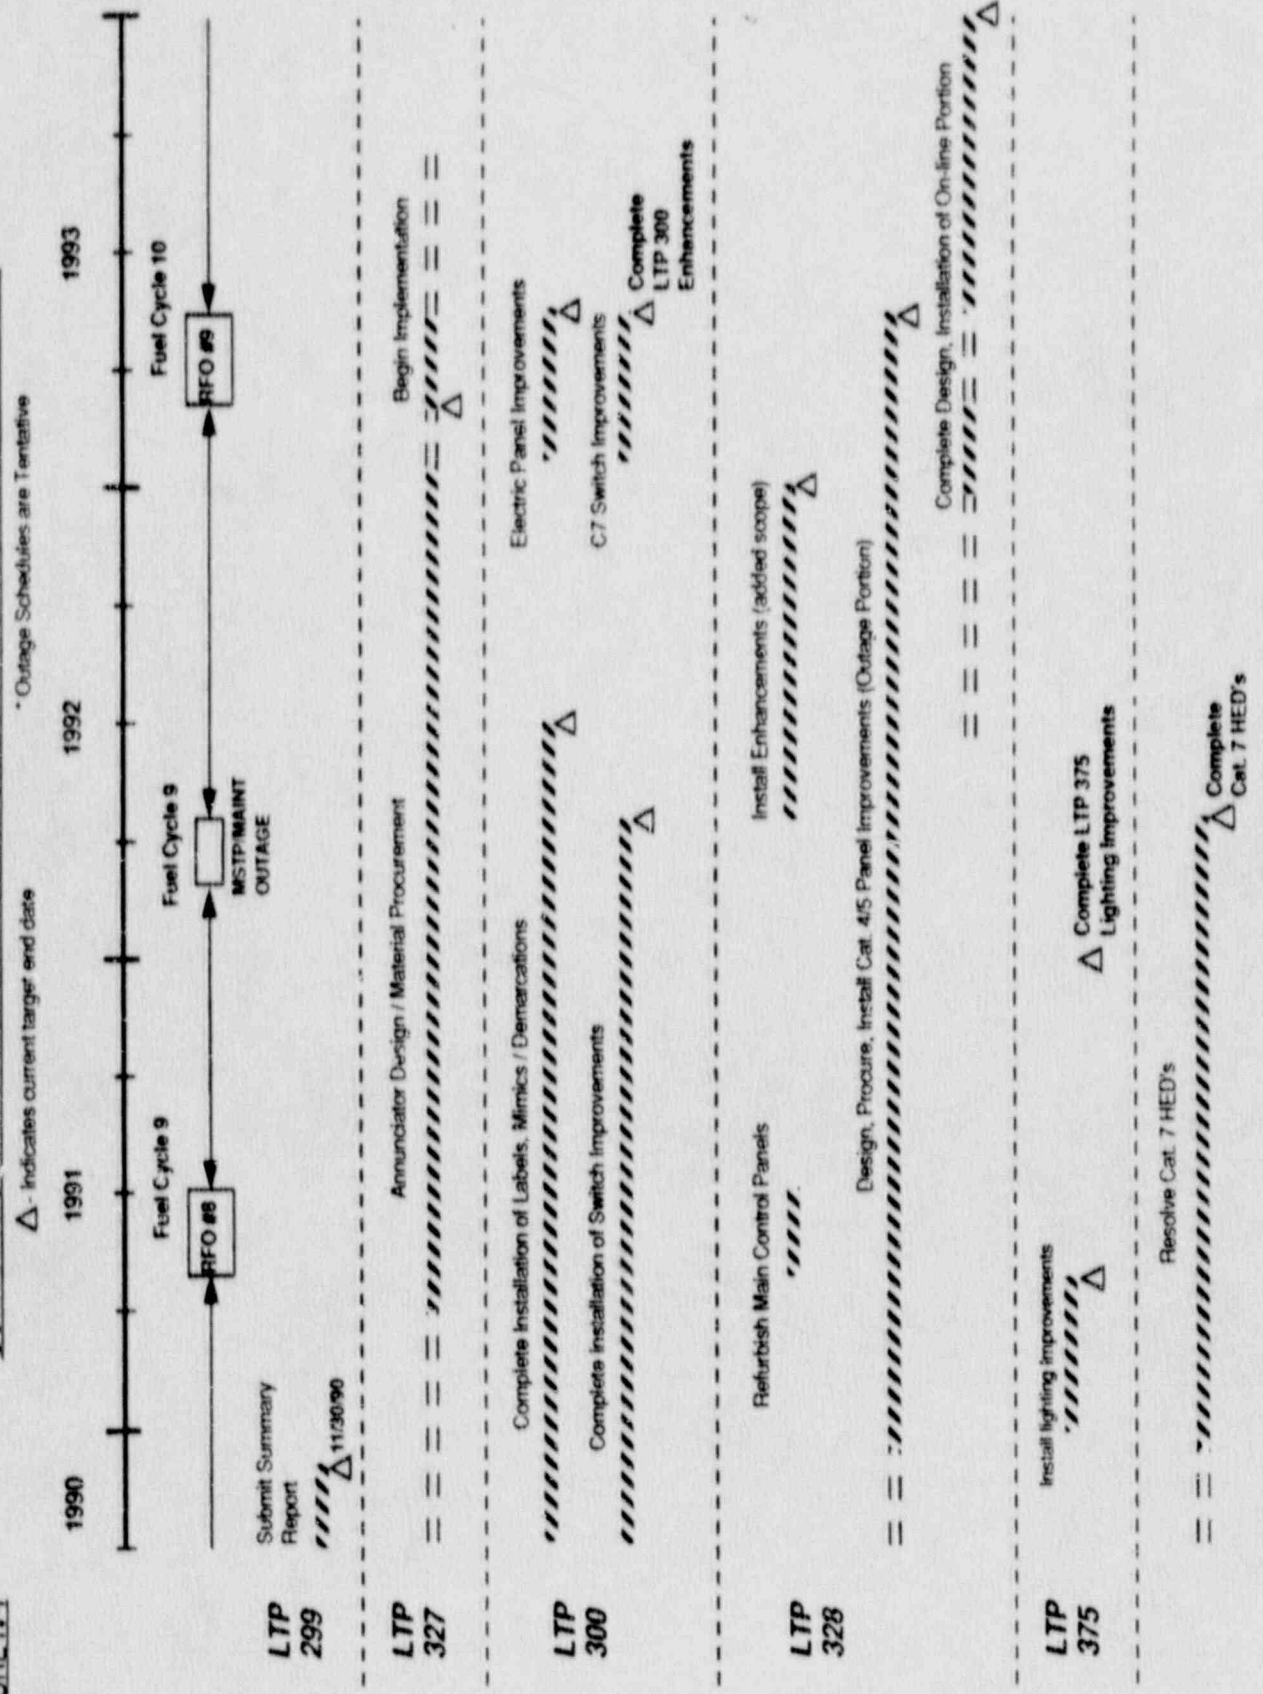 Δ - Indicates current target end date
*Outage Schedules are Tentative
1990
1991
1992
1993
Fuel Cycle 9
Fuel Cycle 9
Fuel Cycle 10
RFO #8
RFO #9
MSTP/MAINT
OUTAGE
LTP
299
Submit Summary
Report
11/30/90
LTP
327
Annunciator Design / Material Procurement
Begin Implementation
LTP
300
Complete Installation of Labels, Mimics / Demarcations
Electric Panel Improvements
Complete Installation of Switch Improvements
C7 Switch Improvements
Complete
LTP 300
Enhancements
LTP
328
Refurbish Main Control Panels
Install Enhancements (added scope)
Design, Procure, Install Cat. 4/5 Panel Improvements (Outage Portion)
Complete Design, Installation of On-line Portion
LTP
375
Install lighting improvements
Complete LTP 375
Lighting Improvements
Resolve Cat. 7 HED's
Complete
Cat. 7 HED's